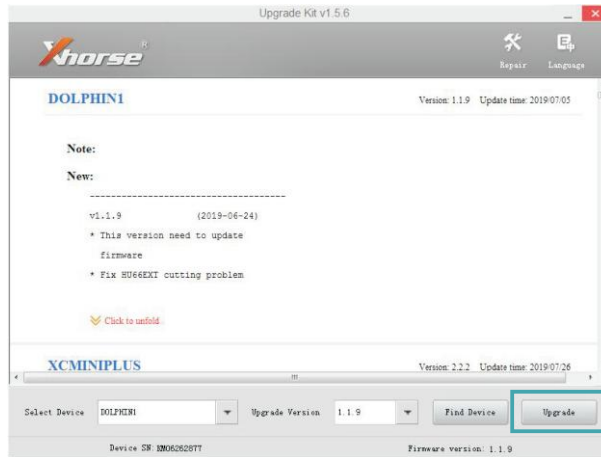 Upgrade Kit v1.5.6
Xhorse®
Repair
Language
DOLPHIN1
Version: 1.1.9 Update time: 2019/07/05
Note:
New:
-------------------------------------
v1.1.9 (2019-06-24)
* This version need to update
firmware
* Fix HU66EXT cutting problem
Click to unfold
XCMINIPLUS
Version: 2.2.2 Update time: 2019/07/26
Select Device DOLPHIN1 Upgrade Version 1.1.9 Find Device Upgrade
Device SN: XM06262877 Firmware version: 1.1.9